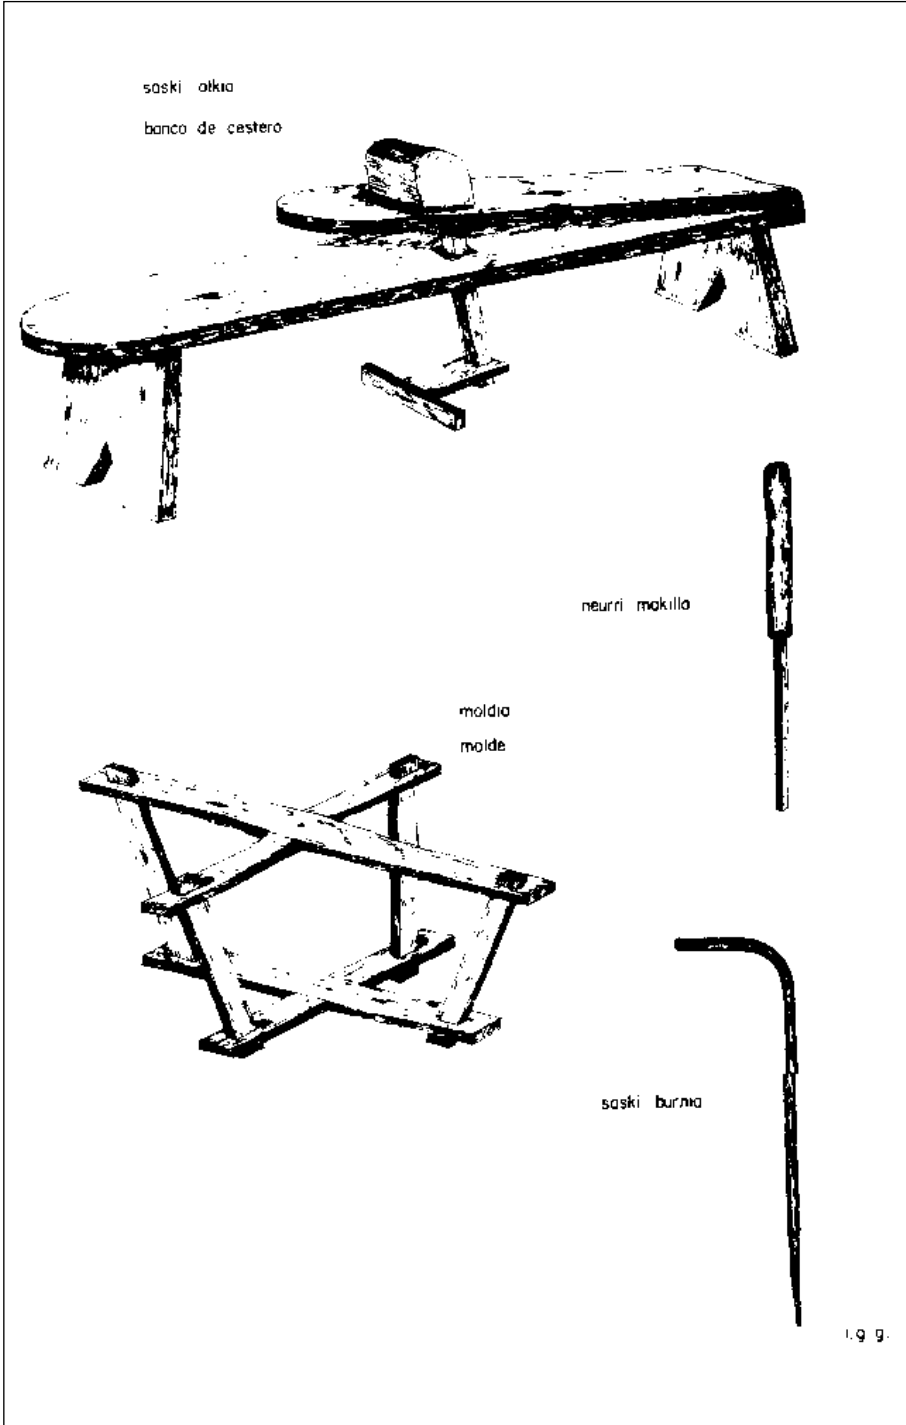 saski alkia
banco de cestero
neurri makilla
moldia
molde
saski burnia
i.g g.